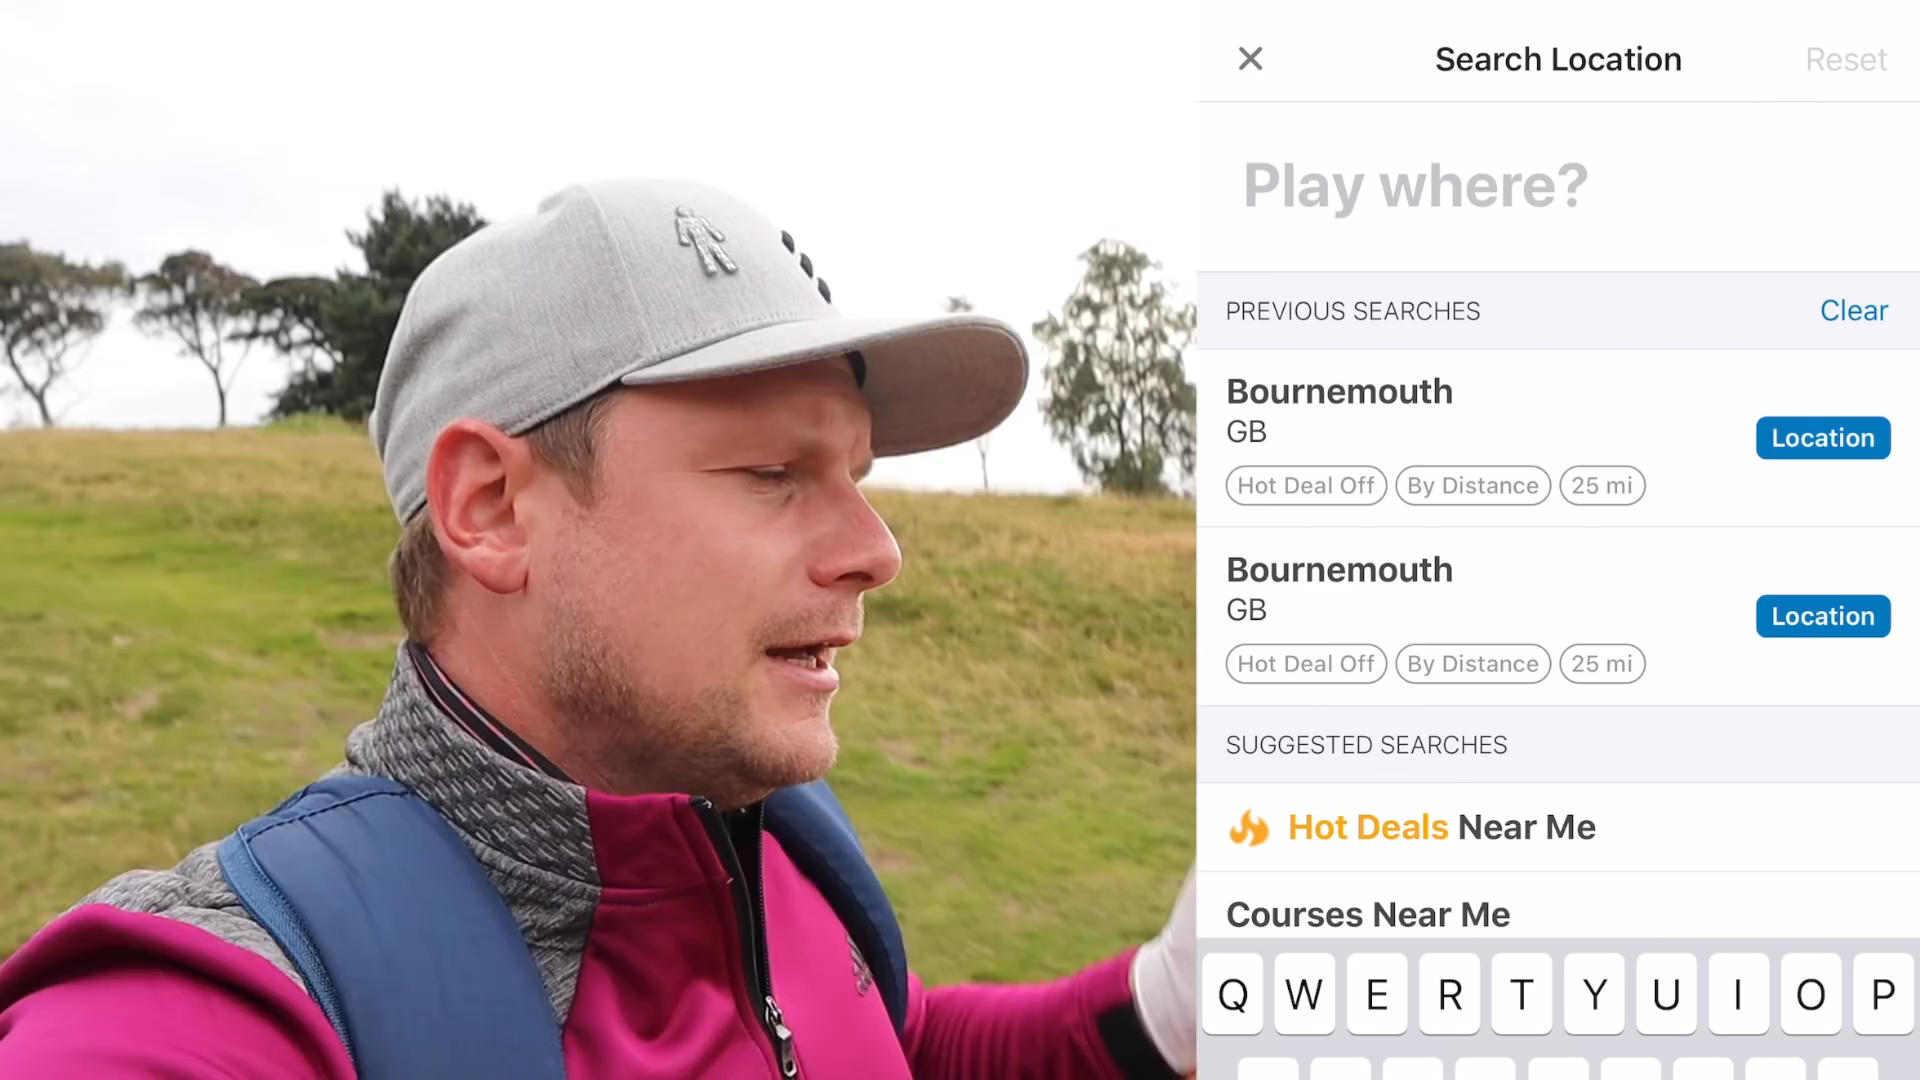 Search Location
Reset
Play where?
PREVIOUS SEARCHES
Clear
Bournemouth
GB
Location
Hot Deal Off
By Distance
25 mi
Bournemouth
GB
Location
Hot Deal Off
By Distance
25 mi
SUGGESTED SEARCHES
Hot Deals Near Me
Courses Near Me
Q W E R T Y U I O P